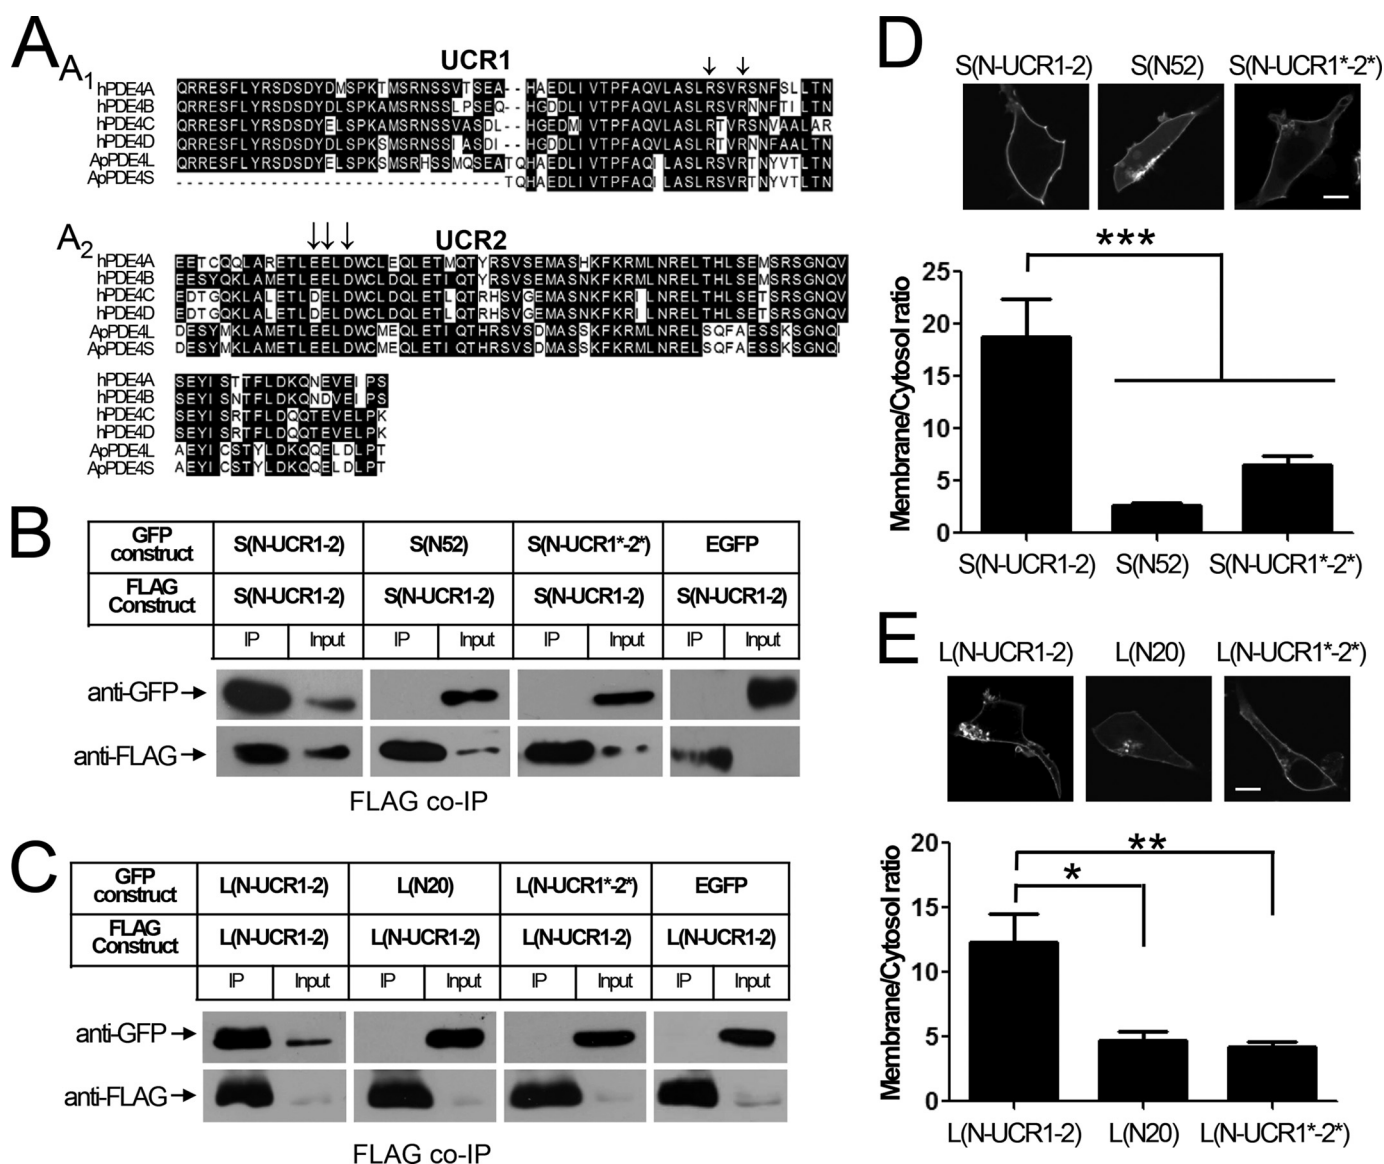 A
A1
UCR1
hPDE4A QRRESFLYRSDSDYDMSPKTMSRNSSVTSEA--HAEDLIVTPFAQVLASLRSVRSNFSLLTN
hPDE4B QRRESFLYRSDSDYDLSPKAMSRNSSLPSEQ--HGDDLIVTPFAQVLASLRSVRNNFTILTN
hPDE4C QRRESFLYRSDSDYELSPKAMSRNSSVASDL--HGEDMIVTPFAQVLASLRTVRSNVAALAR
hPDE4D QRRESFLYRSDSDYDLSPKSMSRNSSIASDI--HGDDLIVTPFAQVLASLRTVRNNFAALTN
ApPDE4L QRRESFLYRSDSDYELSPKSMSRHSSMQSEATQHAEDLIVTPFAQILASLRSVRTNYVTLTN
ApPDE4S -------------------------------TQHAEDLIVTPFAQILASLRSVRTNYVTLTN
A2
UCR2
hPDE4A EETCQQLARETLEELDWCLEQLETMQTYRSVSEMASHKFKRMLNRELTHLSEMSRSGNQV
hPDE4B EESYQKLAMETLEELDWCLDQLETIQTYRSVSEMASNKFKRMLNRELTHLSEMSRSGNQV
hPDE4C EDTGQKLALETLDELDWCLDQLETLQTRHSVGEMASNKFKRILNRELTHLSETSRSGNQV
hPDE4D EDTGQKLAMETLEELDWCLDQLETLQTRHSVGEMASNKFKRILNRELTHLSETSRSGNQV
ApPDE4L DESYMKLAMETLEELDWCMEQLETIQTHRSVSDMASSKFKRMLNRELSQFAESSKSGNQI
ApPDE4S DESYMKLAMETLEELDWCMEQLETIQTHRSVSDMASSKFKRMLNRELSQFAESSKSGNQI
hPDE4A SEYISTTFLDKQNEVEIPS
hPDE4B SEYISNTFLDKQNDVEIPS
hPDE4C SEYISRTFLDQQTEVELPK
hPDE4D SEYISRTFLDQQTEVELPK
ApPDE4L AEYICSTYLDKQQELDLPT
ApPDE4S AEYICSTYLDKQQELDLPT
B
GFP construct S(N-UCR1-2) S(N52) S(N-UCR1*-2*) EGFP
FLAG Construct S(N-UCR1-2) S(N-UCR1-2) S(N-UCR1-2) S(N-UCR1-2)
IP Input IP Input IP Input IP Input
anti-GFP
anti-FLAG
FLAG co-IP
C
GFP construct L(N-UCR1-2) L(N20) L(N-UCR1*-2*) EGFP
FLAG Construct L(N-UCR1-2) L(N-UCR1-2) L(N-UCR1-2) L(N-UCR1-2)
IP Input IP Input IP Input IP Input
anti-GFP
anti-FLAG
FLAG co-IP
D
S(N-UCR1-2) S(N52) S(N-UCR1*-2*)
***
Membrane/Cytosol ratio
25
20
15
10
5
0
S(N-UCR1-2) S(N52) S(N-UCR1*-2*)
E
L(N-UCR1-2) L(N20) L(N-UCR1*-2*)
**
*
Membrane/Cytosol ratio
20
15
10
5
0
L(N-UCR1-2) L(N20) L(N-UCR1*-2*)